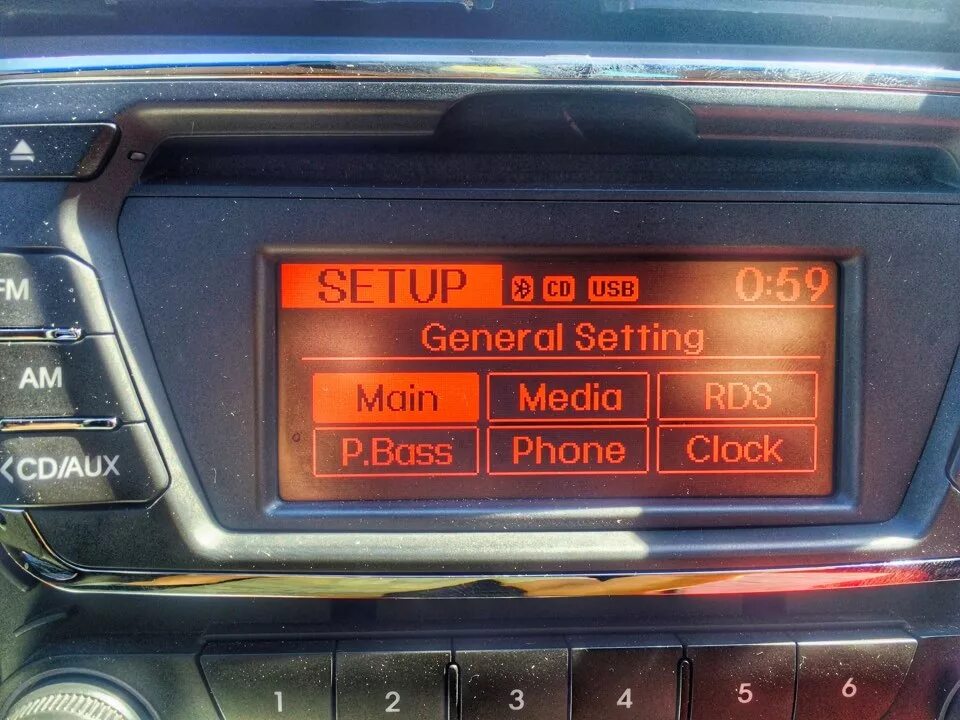 SETUP CD USB 0:59
General Setting
Main Media RDS
P.Bass Phone Clock
FM
AM
CD/AUX
1 2 3 4 5 6